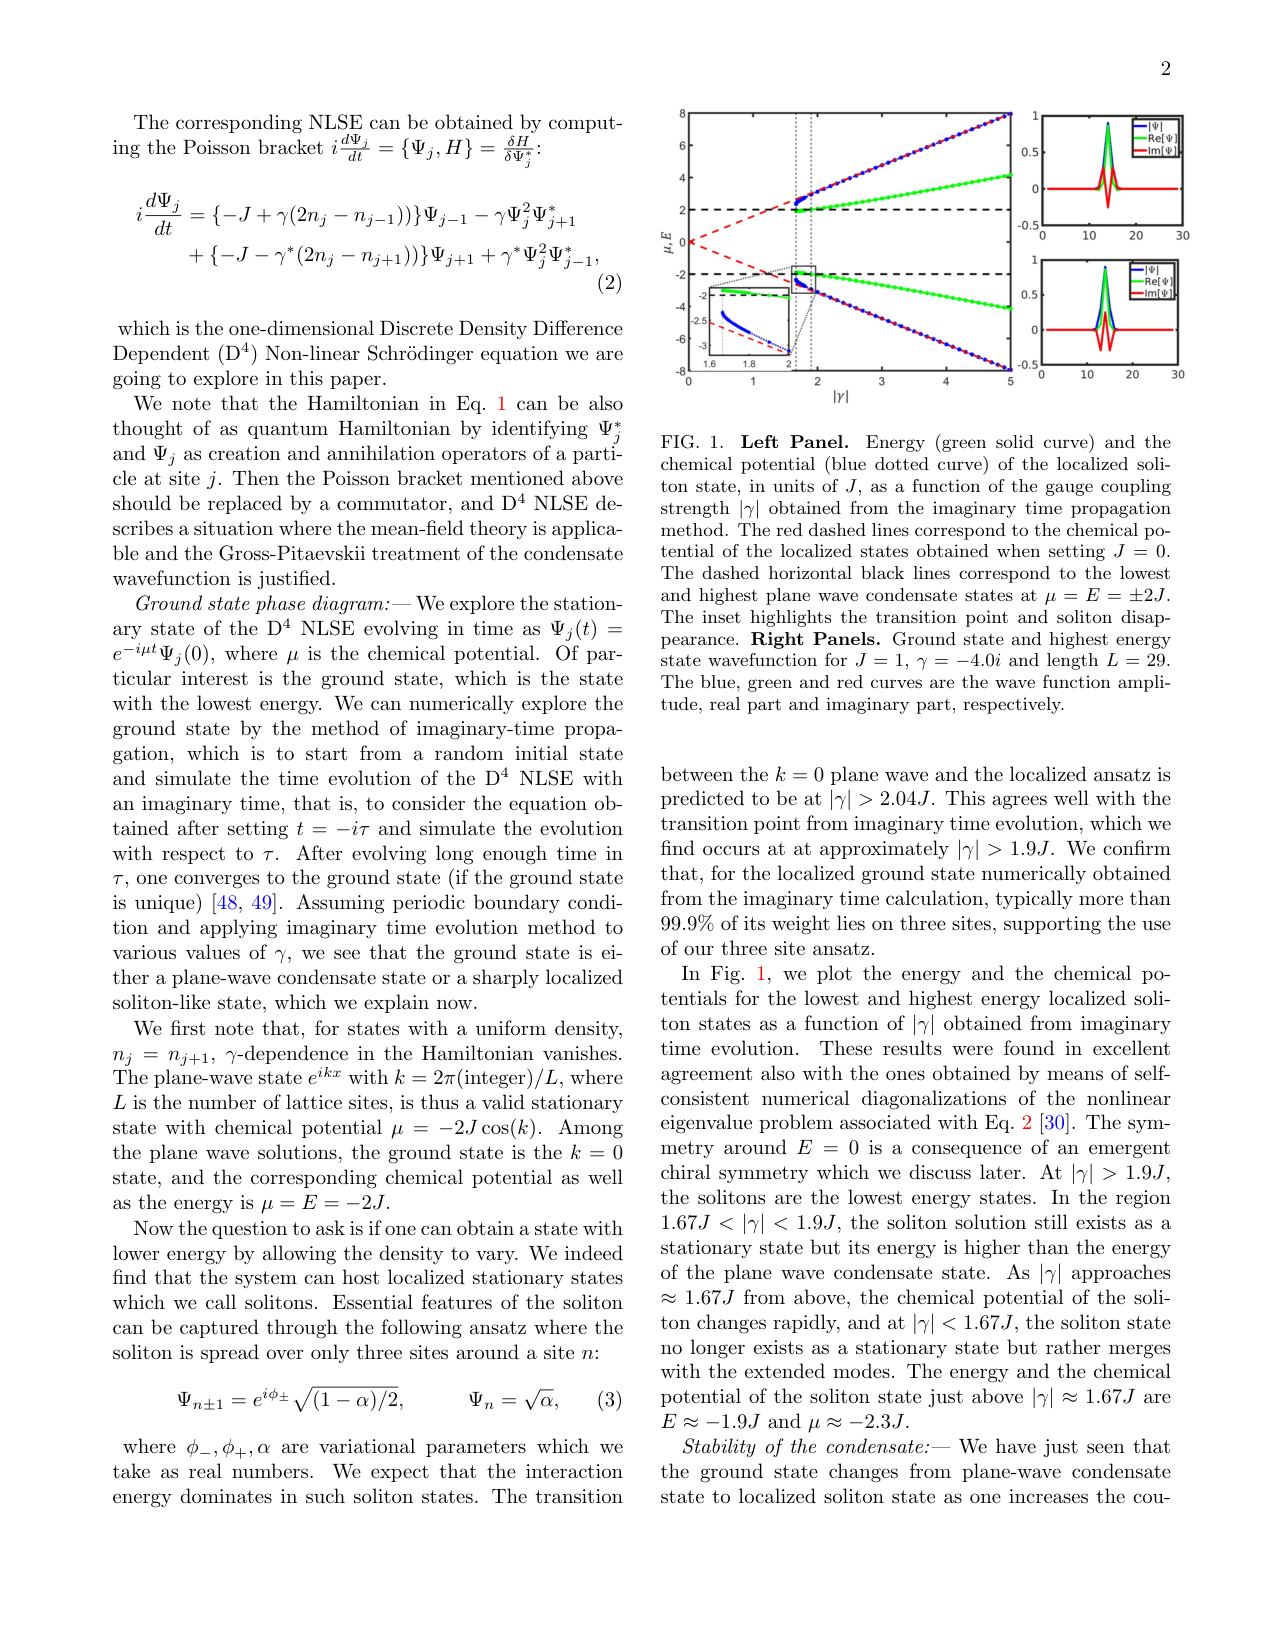 2
The corresponding NLSE can be obtained by comput-
ing the Poisson bracket $i\frac{d\Psi_j}{dt} = \{\Psi_j, H\} = \frac{\delta H}{\delta \Psi_j^*}$:
$i\frac{d\Psi_j}{dt} = \{-J + \gamma(2n_j - n_{j-1}))\}\Psi_{j-1} - \gamma\Psi_j^2\Psi_{j+1}^*$
$+ \{-J - \gamma^*(2n_j - n_{j+1}))\}\Psi_{j+1} + \gamma^*\Psi_j^2\Psi_{j-1}^*,$
(2)
which is the one-dimensional Discrete Density Difference
Dependent (D$^4$) Non-linear Schrödinger equation we are
going to explore in this paper.
We note that the Hamiltonian in Eq. 1 can be also
thought of as quantum Hamiltonian by identifying $\Psi_j^*$
and $\Psi_j$ as creation and annihilation operators of a parti-
cle at site $j$. Then the Poisson bracket mentioned above
should be replaced by a commutator, and D$^4$ NLSE de-
scribes a situation where the mean-field theory is applica-
ble and the Gross-Pitaevskii treatment of the condensate
wavefunction is justified.
Ground state phase diagram:— We explore the station-
ary state of the D$^4$ NLSE evolving in time as $\Psi_j(t) =$
$e^{-i\mu t}\Psi_j(0)$, where $\mu$ is the chemical potential. Of par-
ticular interest is the ground state, which is the state
with the lowest energy. We can numerically explore the
ground state by the method of imaginary-time propa-
gation, which is to start from a random initial state
and simulate the time evolution of the D$^4$ NLSE with
an imaginary time, that is, to consider the equation ob-
tained after setting $t = -i\tau$ and simulate the evolution
with respect to $\tau$. After evolving long enough time in
$\tau$, one converges to the ground state (if the ground state
is unique) [48, 49]. Assuming periodic boundary condi-
tion and applying imaginary time evolution method to
various values of $\gamma$, we see that the ground state is ei-
ther a plane-wave condensate state or a sharply localized
soliton-like state, which we explain now.
We first note that, for states with a uniform density,
$n_j = n_{j+1}$, $\gamma$-dependence in the Hamiltonian vanishes.
The plane-wave state $e^{ikx}$ with $k = 2\pi$(integer)/$L$, where
$L$ is the number of lattice sites, is thus a valid stationary
state with chemical potential $\mu = -2J\cos(k)$. Among
the plane wave solutions, the ground state is the $k = 0$
state, and the corresponding chemical potential as well
as the energy is $\mu = E = -2J$.
Now the question to ask is if one can obtain a state with
lower energy by allowing the density to vary. We indeed
find that the system can host localized stationary states
which we call solitons. Essential features of the soliton
can be captured through the following ansatz where the
soliton is spread over only three sites around a site $n$:
$\Psi_{n\pm1} = e^{i\phi_\pm}\sqrt{(1-\alpha)/2}, \quad \Psi_n = \sqrt{\alpha},$ (3)
where $\phi_-, \phi_+, \alpha$ are variational parameters which we
take as real numbers. We expect that the interaction
energy dominates in such soliton states. The transition
8
6
4
2
0
-2
-4
-6
-8
μ, E
0 1 2 3 4 5
|γ|
-2
-2.5
-3
1.6 1.8 2
1
0.5
0
-0.5
0 10 20 30
|Ψ|
Re[Ψ]
Im[Ψ]
1
0.5
0
-0.5
0 10 20 30
|Ψ|
Re[Ψ]
Im[Ψ]
FIG. 1. Left Panel. Energy (green solid curve) and the
chemical potential (blue dotted curve) of the localized soli-
ton state, in units of $J$, as a function of the gauge coupling
strength $|\gamma|$ obtained from the imaginary time propagation
method. The red dashed lines correspond to the chemical po-
tential of the localized states obtained when setting $J = 0$.
The dashed horizontal black lines correspond to the lowest
and highest plane wave condensate states at $\mu = E = \pm2J$.
The inset highlights the transition point and soliton disap-
pearance. Right Panels. Ground state and highest energy
state wavefunction for $J = 1$, $\gamma = -4.0i$ and length $L = 29$.
The blue, green and red curves are the wave function ampli-
tude, real part and imaginary part, respectively.
between the $k = 0$ plane wave and the localized ansatz is
predicted to be at $|\gamma| > 2.04J$. This agrees well with the
transition point from imaginary time evolution, which we
find occurs at at approximately $|\gamma| > 1.9J$. We confirm
that, for the localized ground state numerically obtained
from the imaginary time calculation, typically more than
99.9% of its weight lies on three sites, supporting the use
of our three site ansatz.
In Fig. 1, we plot the energy and the chemical po-
tentials for the lowest and highest energy localized soli-
ton states as a function of $|\gamma|$ obtained from imaginary
time evolution. These results were found in excellent
agreement also with the ones obtained by means of self-
consistent numerical diagonalizations of the nonlinear
eigenvalue problem associated with Eq. 2 [30]. The sym-
metry around $E = 0$ is a consequence of an emergent
chiral symmetry which we discuss later. At $|\gamma| > 1.9J$,
the solitons are the lowest energy states. In the region
$1.67J < |\gamma| < 1.9J$, the soliton solution still exists as a
stationary state but its energy is higher than the energy
of the plane wave condensate state. As $|\gamma|$ approaches
$\approx 1.67J$ from above, the chemical potential of the soli-
ton changes rapidly, and at $|\gamma| < 1.67J$, the soliton state
no longer exists as a stationary state but rather merges
with the extended modes. The energy and the chemical
potential of the soliton state just above $|\gamma| \approx 1.67J$ are
$E \approx -1.9J$ and $\mu \approx -2.3J$.
Stability of the condensate:— We have just seen that
the ground state changes from plane-wave condensate
state to localized soliton state as one increases the cou-